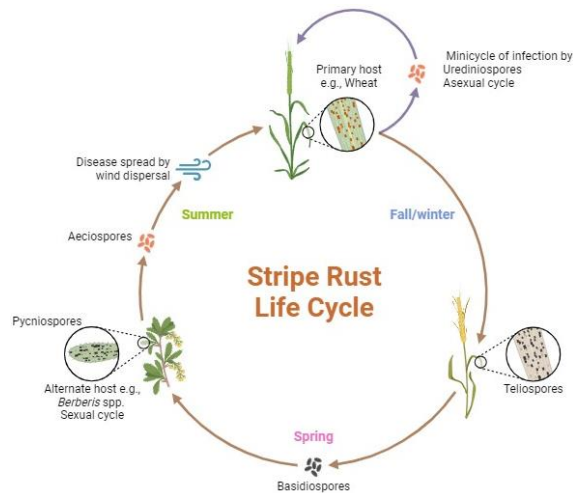 Primary host
e.g., Wheat
Minicycle of infection by
Urediniospores
Asexual cycle
Disease spread by
wind dispersal
Summer
Fall/winter
Aeciospores
Stripe Rust
Life Cycle
Pycniospores
Alternate host e.g.,
Berberis spp.
Sexual cycle
Teliospores
Spring
Basidiospores